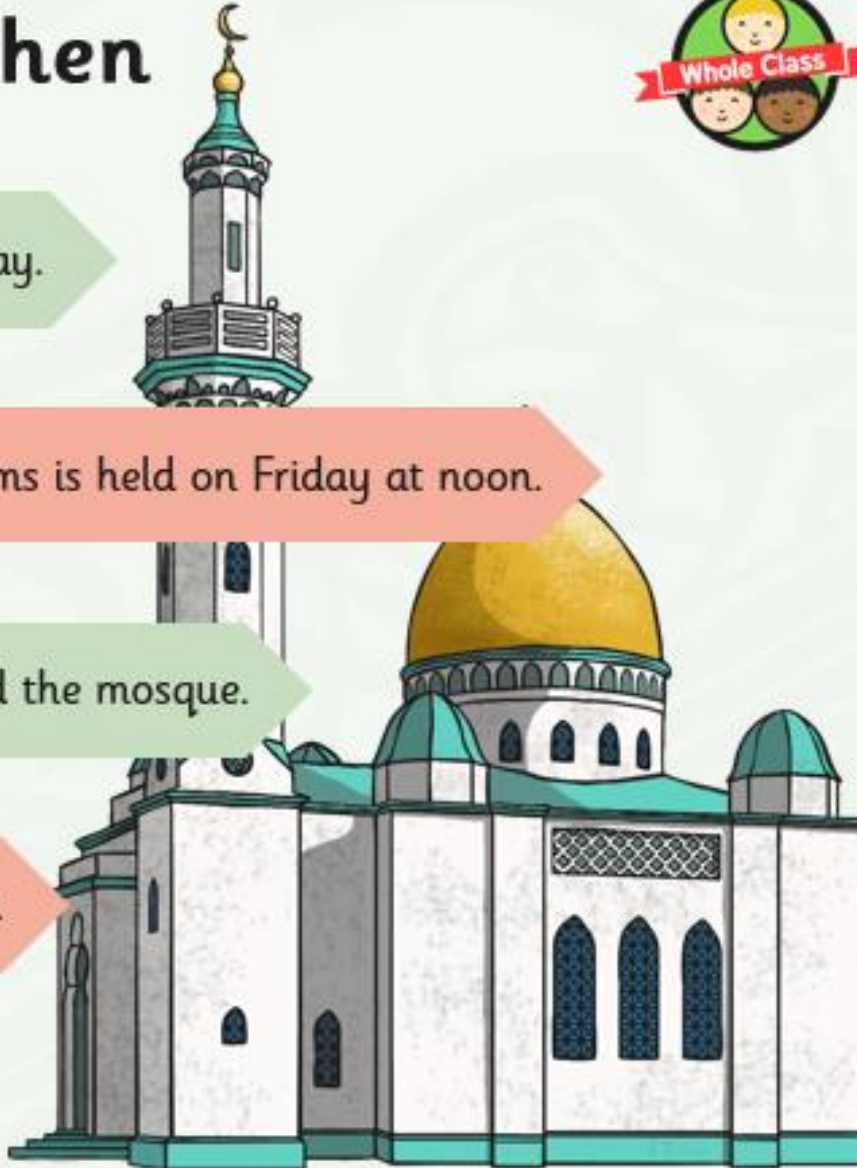 hen
Whole Class
ay.
ms is held on Friday at noon.
d the mosque.